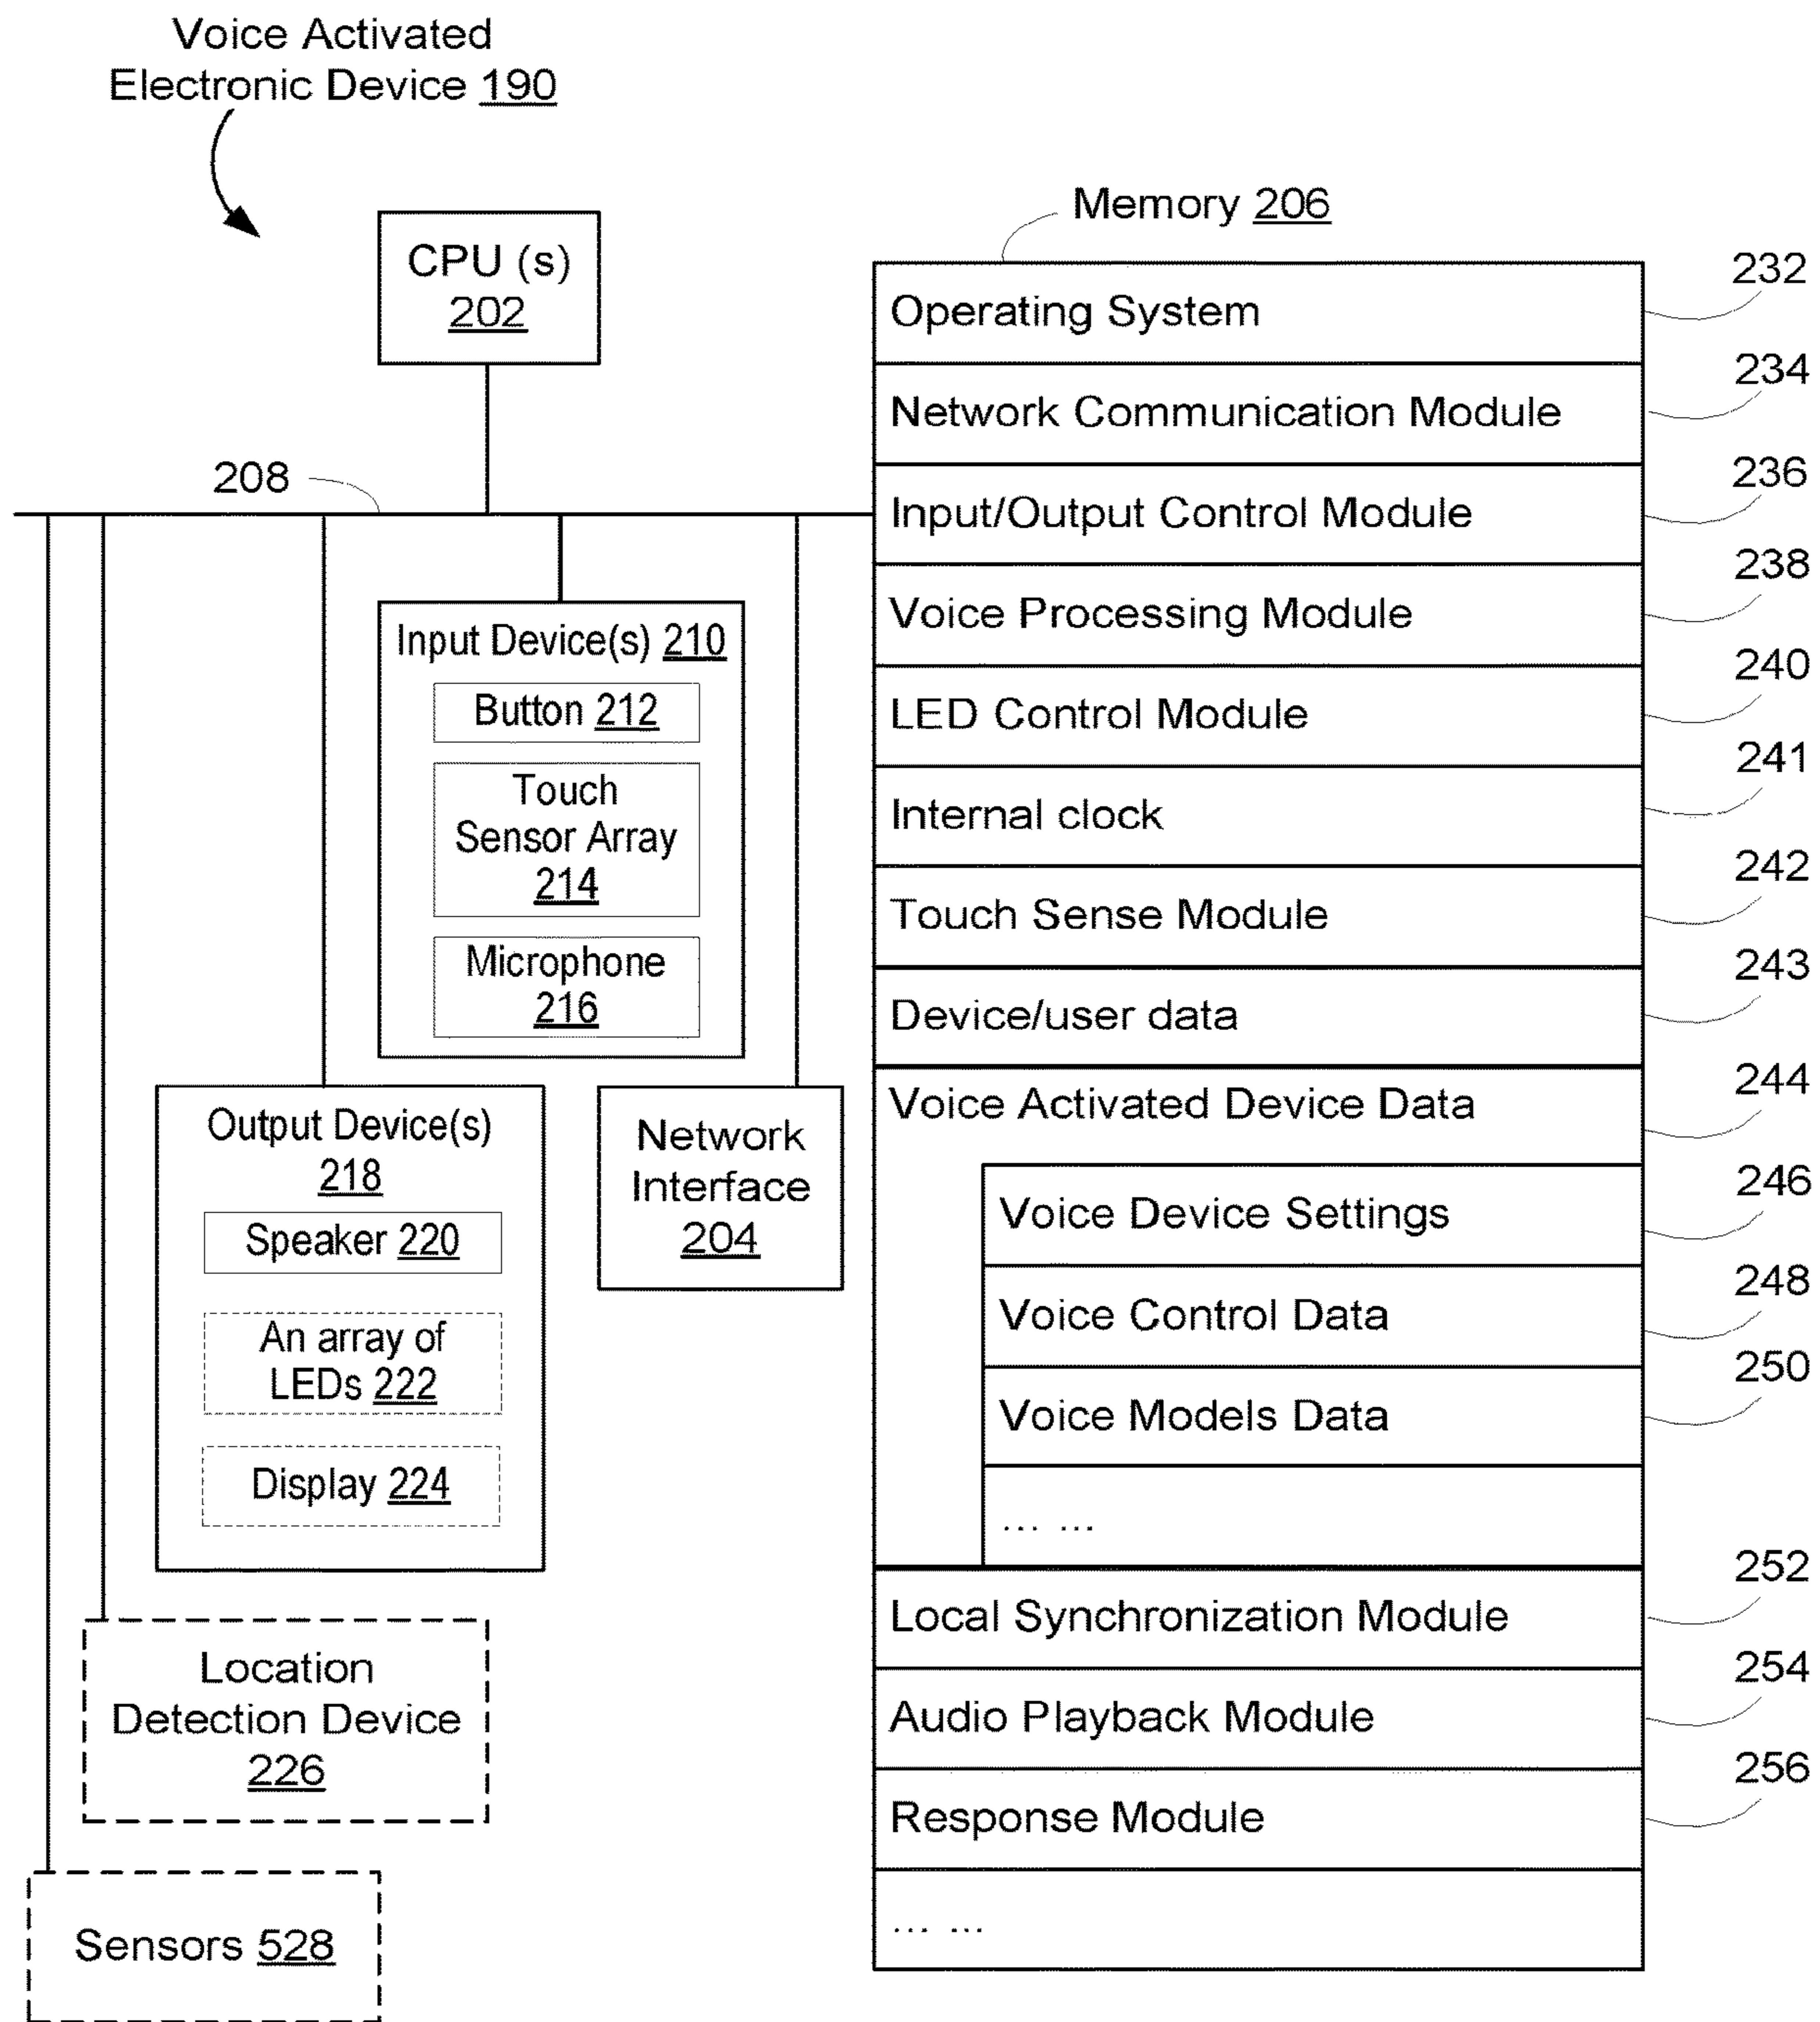 Voice Activated
Electronic Device 190
CPU (s)
202
208
Input Device(s) 210
Button 212
Touch
Sensor Array
214
Microphone
216
Output Device(s)
218
Speaker 220
An array of
LEDs 222
Display 224
Network
Interface
204
Location
Detection Device
226
Sensors 528
Memory 206
Operating System 232
Network Communication Module 234
Input/Output Control Module 236
Voice Processing Module 238
LED Control Module 240
Internal clock 241
Touch Sense Module 242
Device/user data 243
Voice Activated Device Data 244
Voice Device Settings 246
Voice Control Data 248
Voice Models Data 250
... ...
Local Synchronization Module 252
Audio Playback Module 254
Response Module 256
... ...